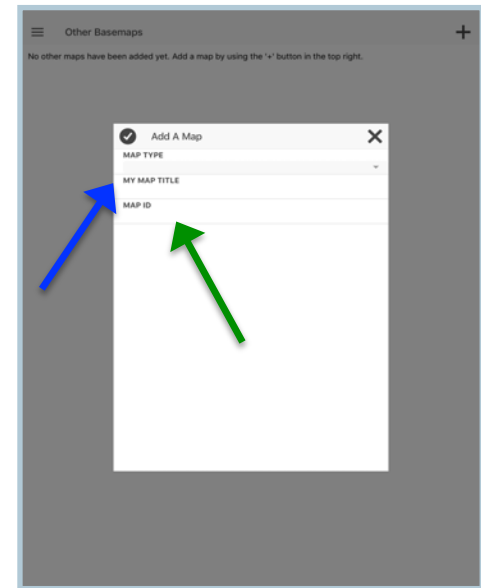 Other Basemaps
No other maps have been added yet. Add a map by using the '+' button in the top right.
Add A Map
MAP TYPE
MY MAP TITLE
MAP ID